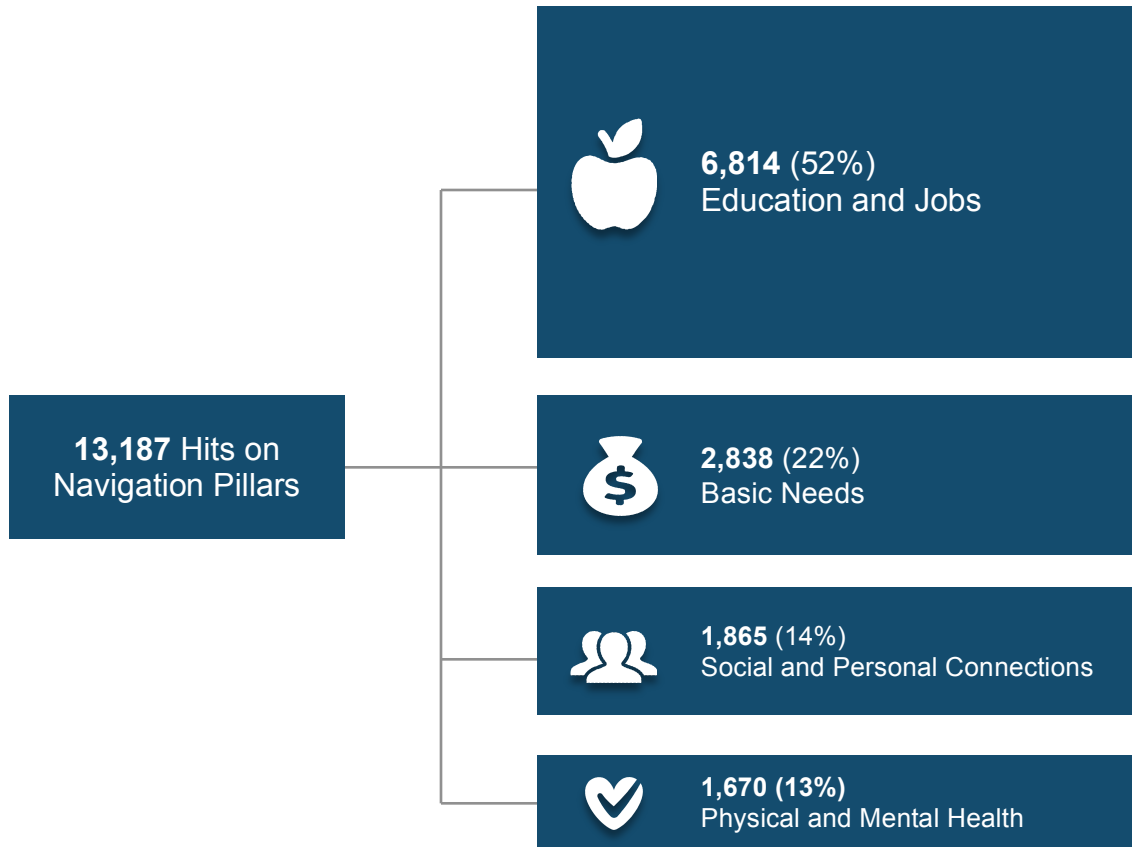 6,814 (52%)
Education and Jobs
13,187 Hits on
Navigation Pillars
$
2,838 (22%)
Basic Needs
1,865 (14%)
Social and Personal Connections
1,670 (13%)
Physical and Mental Health